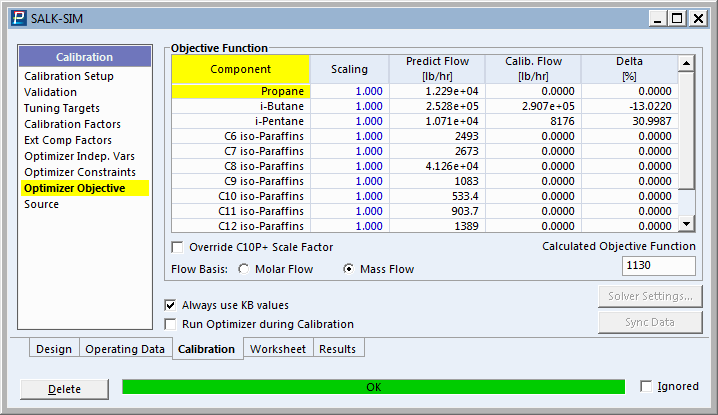 SALK-SIM
Calibration
Calibration Setup
Validation
Tuning Targets
Calibration Factors
Ext Comp Factors
Optimizer Indep. Vars
Optimizer Constraints
Optimizer Objective
Source
Objective Function
Component Scaling Predict Flow [lb/hr] Calib. Flow [lb/hr] Delta [%]
Propane 1.000 1.229e+04 0.0000 0.0000
i-Butane 1.000 2.528e+05 2.907e+05 -13.0220
i-Pentane 1.000 1.071e+04 8176 30.9987
C6 iso-Paraffins 1.000 2493 0.0000 0.0000
C7 iso-Paraffins 1.000 2673 0.0000 0.0000
C8 iso-Paraffins 1.000 4.126e+04 0.0000 0.0000
C9 iso-Paraffins 1.000 1083 0.0000 0.0000
C10 iso-Paraffins 1.000 533.4 0.0000 0.0000
C11 iso-Paraffins 1.000 903.7 0.0000 0.0000
C12 iso-Paraffins 1.000 1389 0.0000 0.0000
Override C10P+ Scale Factor
Calculated Objective Function
Flow Basis: Molar Flow Mass Flow
1130
Always use KB values
Solver Settings...
Run Optimizer during Calibration
Sync Data
Design Operating Data Calibration Worksheet Results
Delete
OK
Ignored